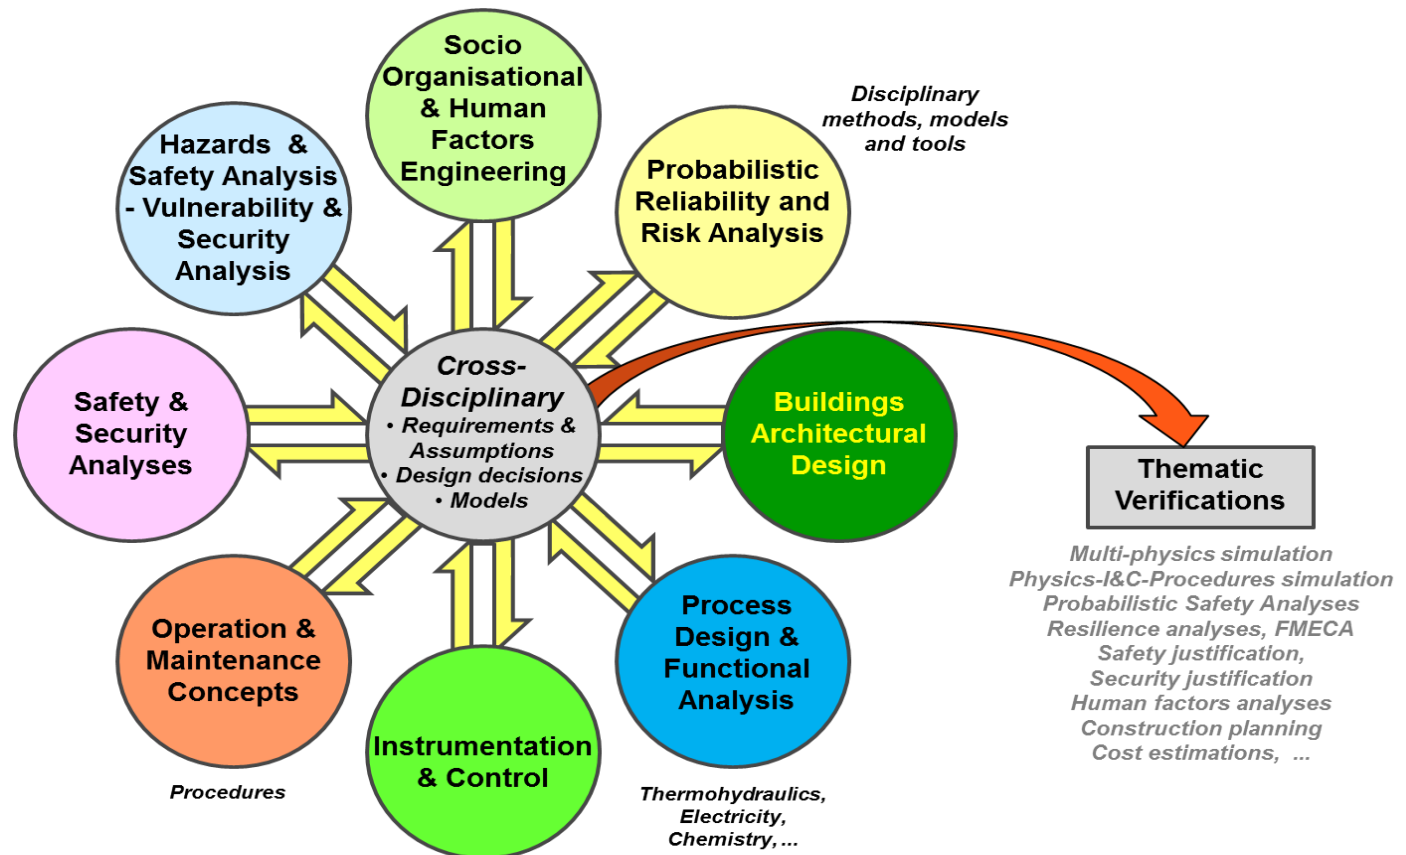 Socio
Organisational
& Human
Factors
Engineering
Disciplinary
methods, models
and tools
Hazards &
Safety Analysis
- Vulnerability &
Security
Analysis
Probabilistic
Reliability and
Risk Analysis
Cross-
Disciplinary
• Requirements &
Assumptions
• Design decisions
• Models
Safety &
Security
Analyses
Buildings
Architectural
Design
Thematic
Verifications
Multi-physics simulation
Physics-I&C-Procedures simulation
Probabilistic Safety Analyses
Resilience analyses, FMECA
Safety justification,
Security justification
Human factors analyses
Construction planning
Cost estimations, ...
Operation &
Maintenance
Concepts
Procedures
Instrumentation
& Control
Process
Design &
Functional
Analysis
Thermohydraulics,
Electricity,
Chemistry, ...